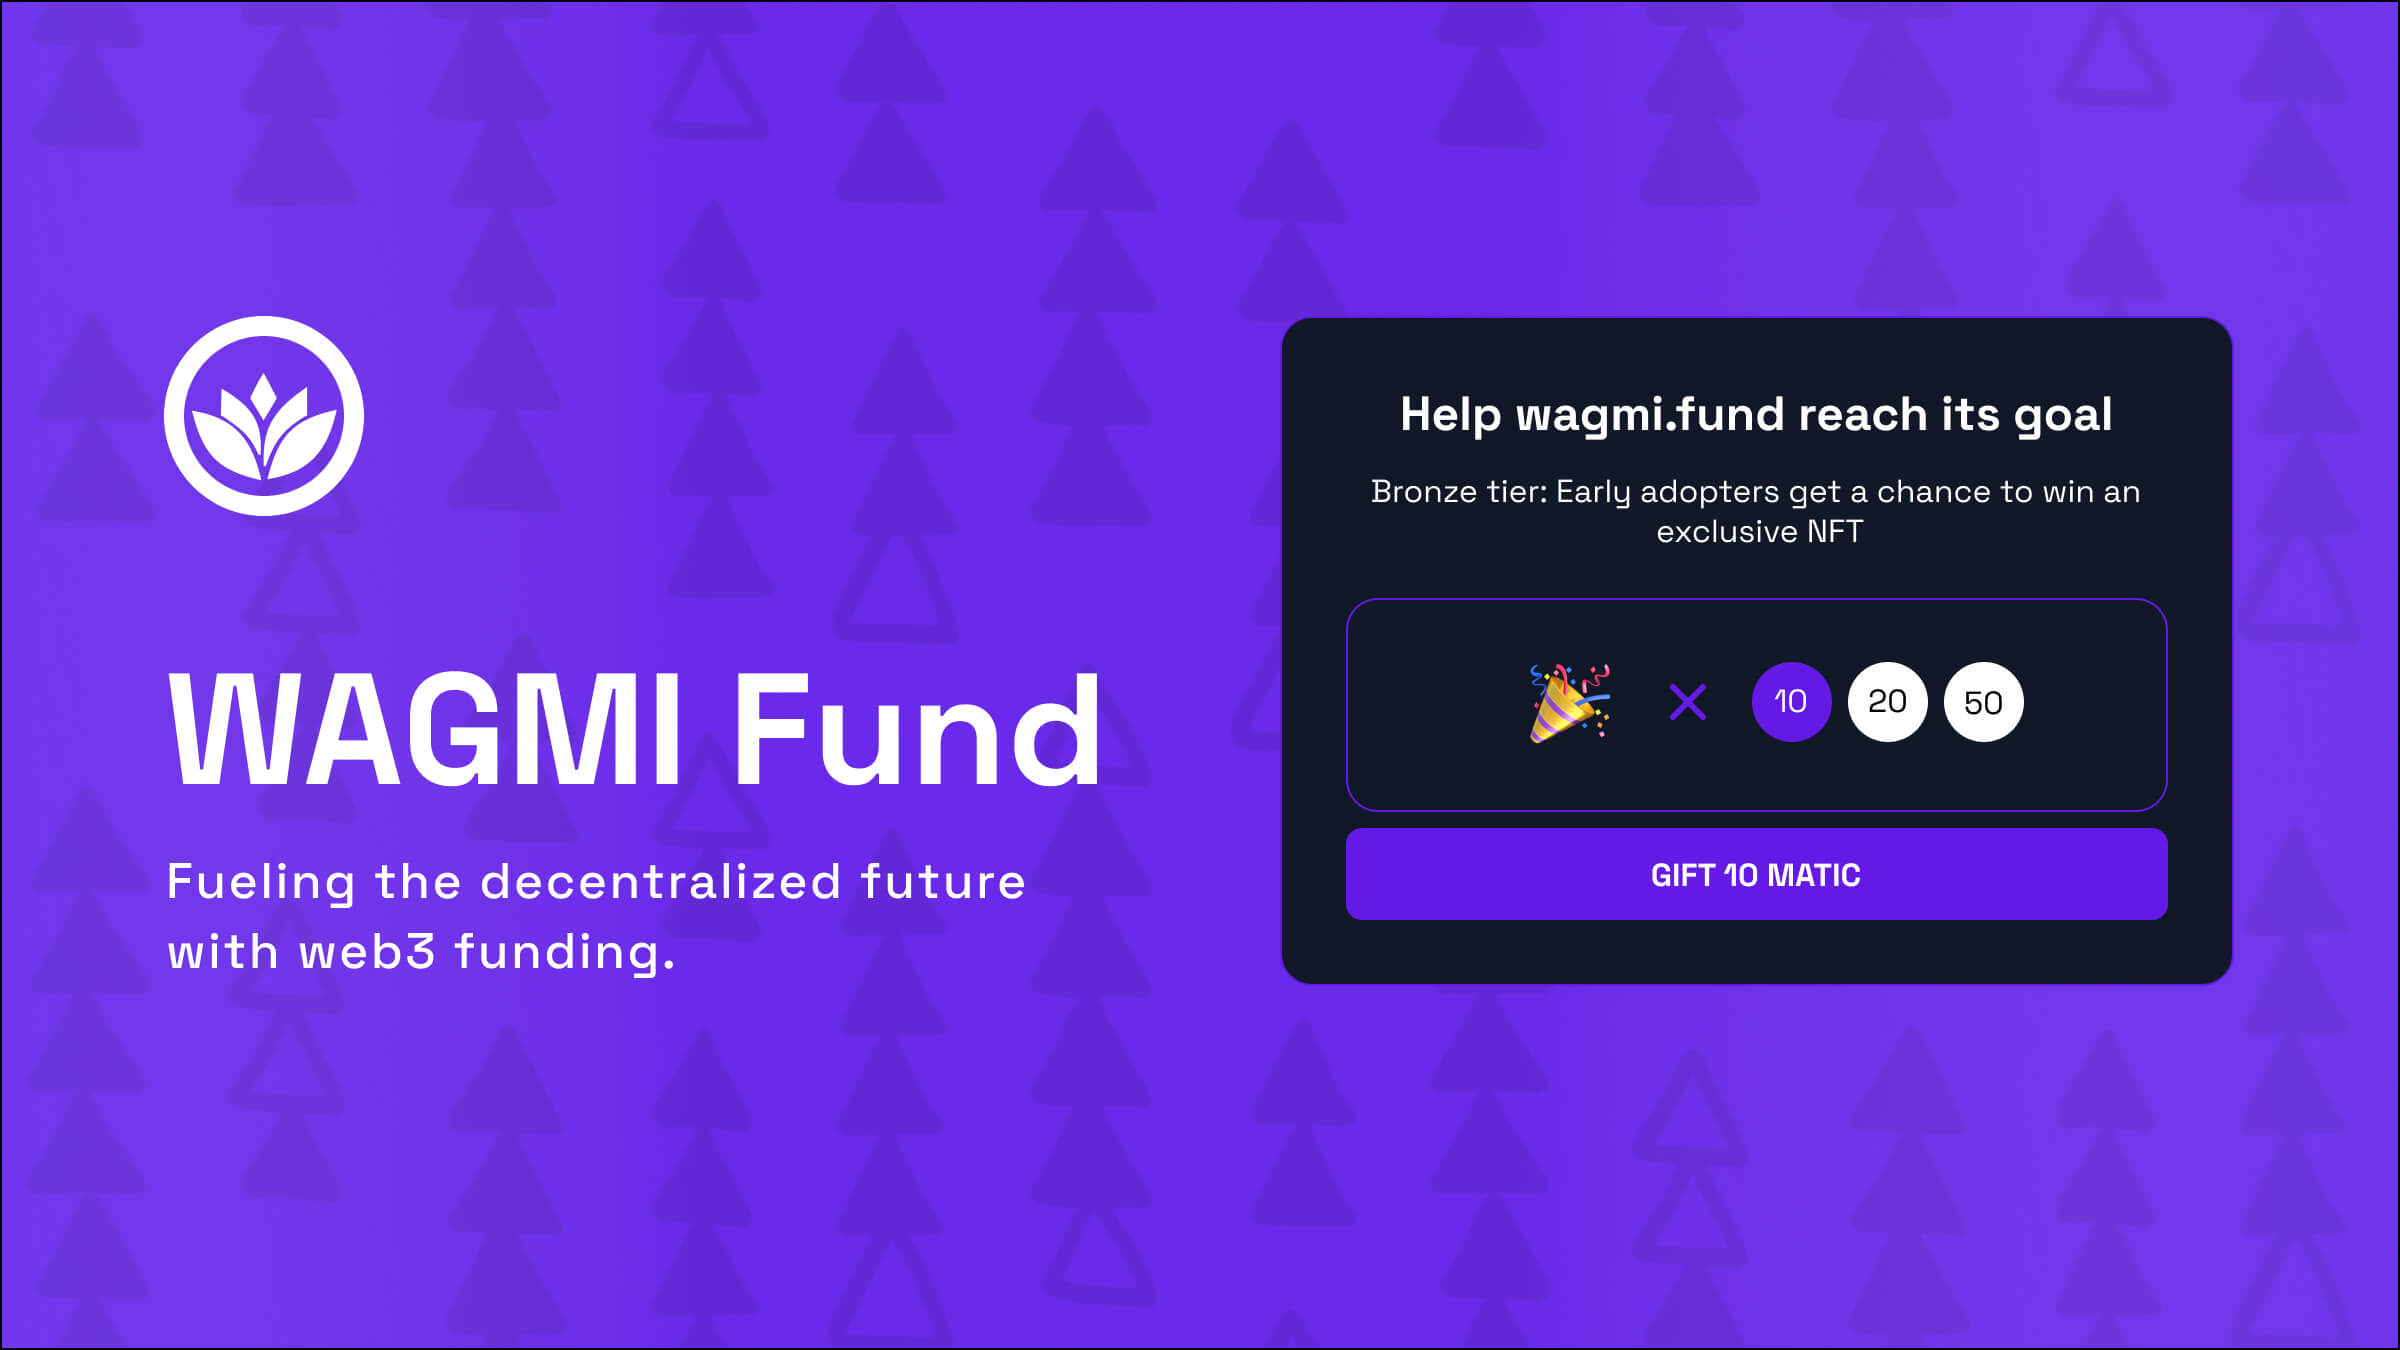 WAGMI Fund
Fueling the decentralized future
with web3 funding.
Help wagmi.fund reach its goal
Bronze tier: Early adopters get a chance to win an
exclusive NFT
10 20 50
GIFT 10 MATIC